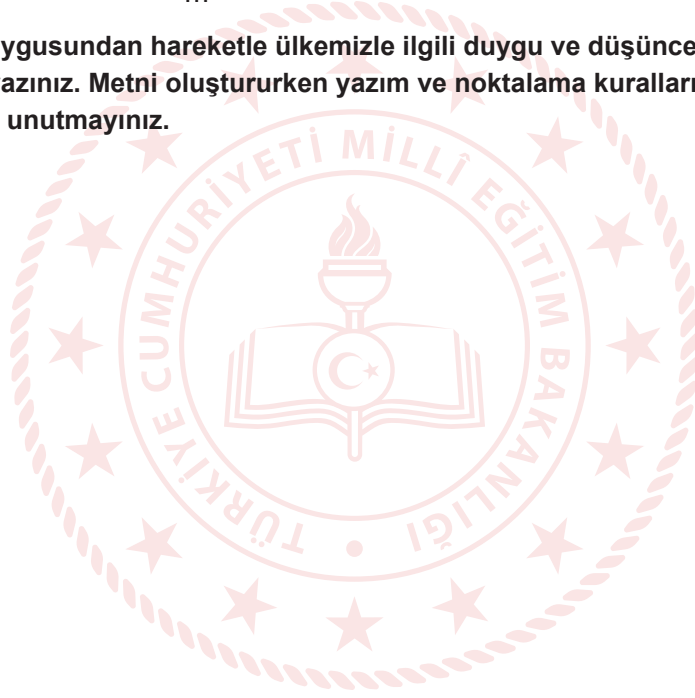 ygusundan hareketle ülkemizle ilgili duygu ve düşünce
azınız. Metni oluştururken yazım ve noktalama kuralları
unutmayınız.
TÜRKİYE CUMHURİYETİ MİLLÎ EĞİTİM BAKANLIĞI